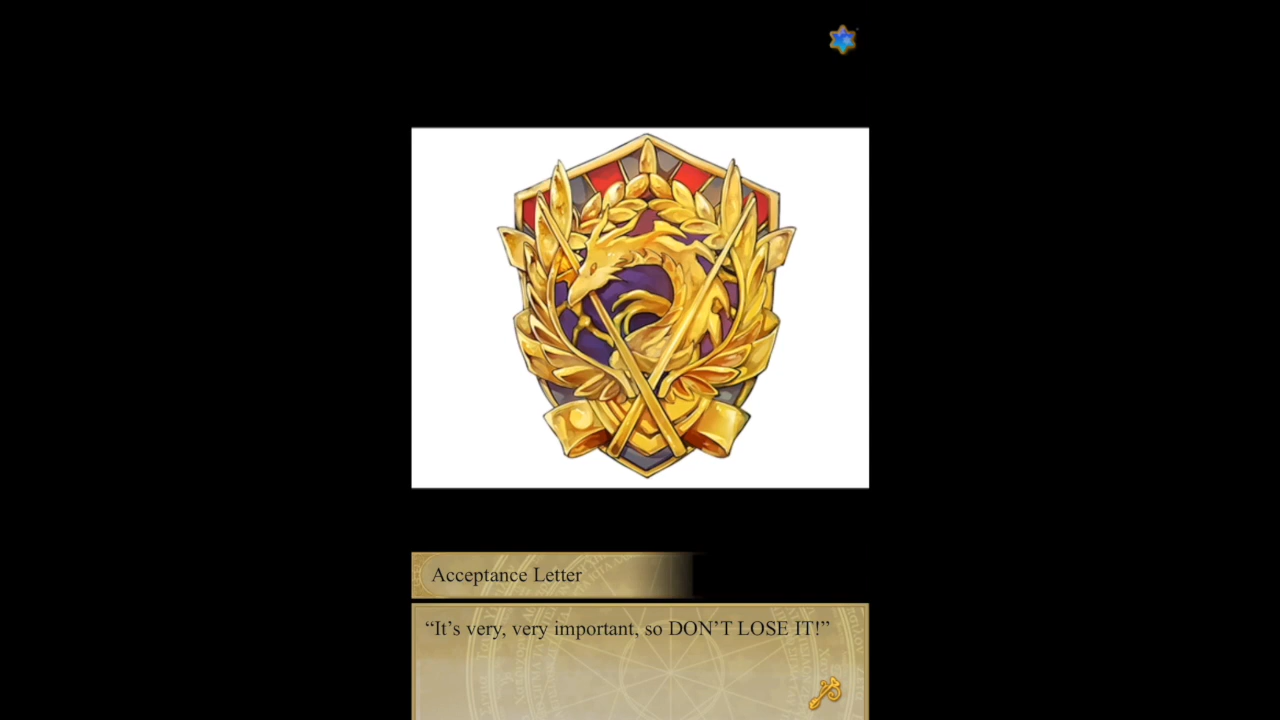 Acceptance Letter
“It’s very, very important, so DON’T LOSE IT!”